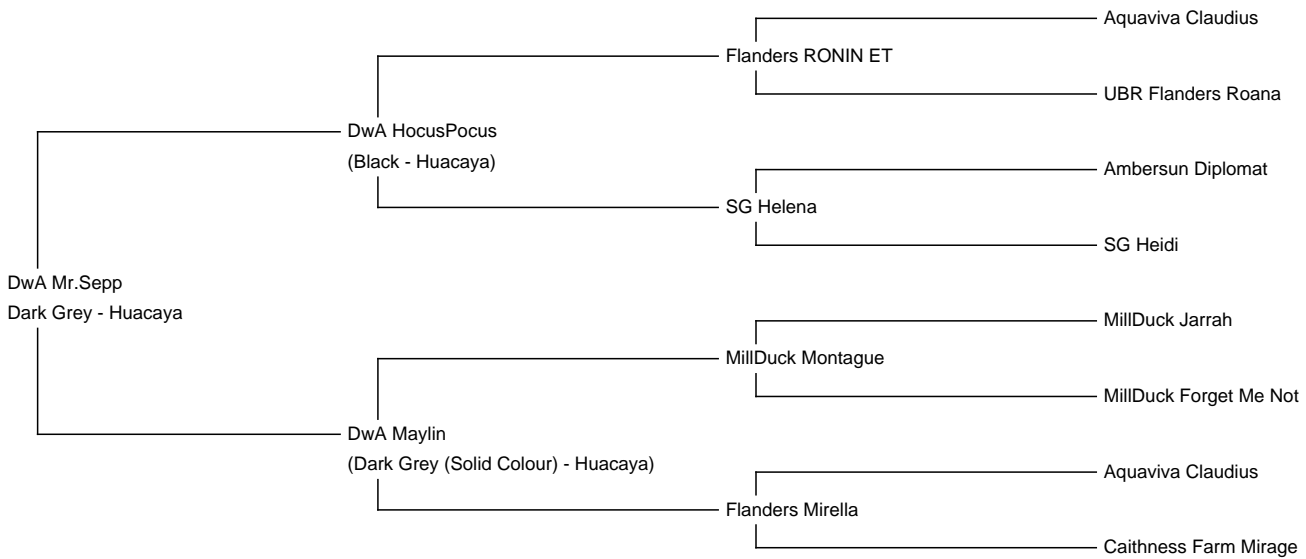 Aquaviva Claudius
Flanders RONIN ET
UBR Flanders Roana
DwA HocusPocus
(Black - Huacaya)
Ambersun Diplomat
SG Helena
SG Heidi
DwA Mr.Sepp
Dark Grey - Huacaya
MillDuck Jarrah
MillDuck Montague
MillDuck Forget Me Not
DwA Maylin
(Dark Grey (Solid Colour) - Huacaya)
Aquaviva Claudius
Flanders Mirella
Caithness Farm Mirage